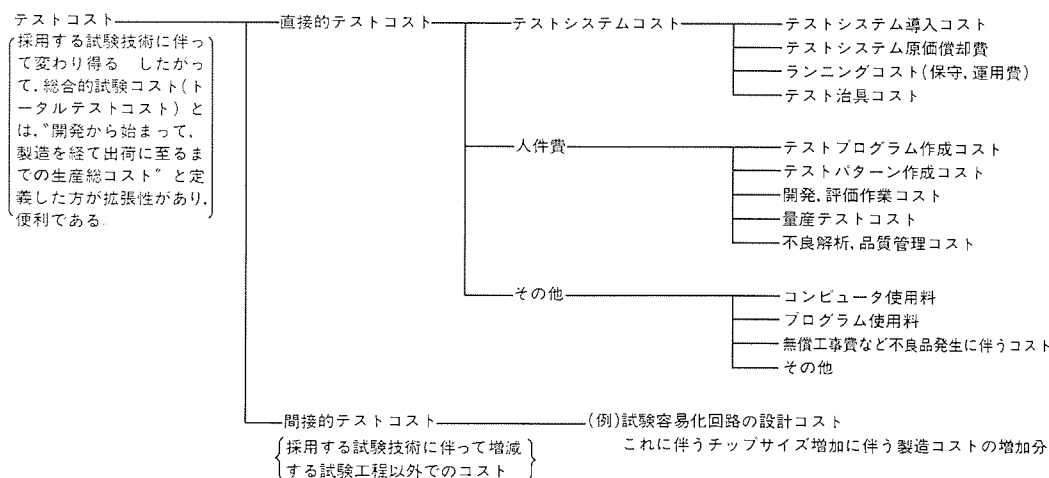 テストコスト
採用する試験技術に伴っ
て変わり得る したがっ
て,総合的試験コスト(ト
ータルテストコスト)と
は,〝開発から始まって,
製造を経て出荷に至るま
での生産総コスト〟と定
義した方が拡張性があり,
便利である.
直接的テストコスト
テストシステムコスト
テストシステム導入コスト
テストシステム原価償却費
ランニングコスト(保守,運用費)
テスト治具コスト
人件費
テストプログラム作成コスト
テストパターン作成コスト
開発,評価作業コスト
量産テストコスト
不良解析,品質管理コスト
その他
コンピュータ使用料
プログラム使用料
無償工事費など不良品発生に伴うコスト
その他
間接的テストコスト
採用する試験技術に伴って増減
する試験工程以外でのコスト
(例)試験容易化回路の設計コスト
これに伴うチップサイズ増加に伴う製造コストの増加分